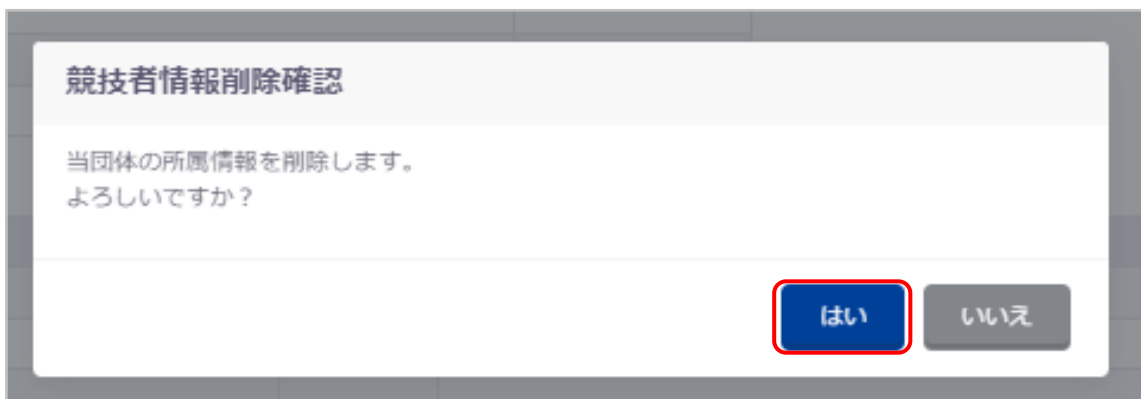 競技者情報削除確認
当団体の所属情報を削除します。
よろしいですか？
はい
いいえ